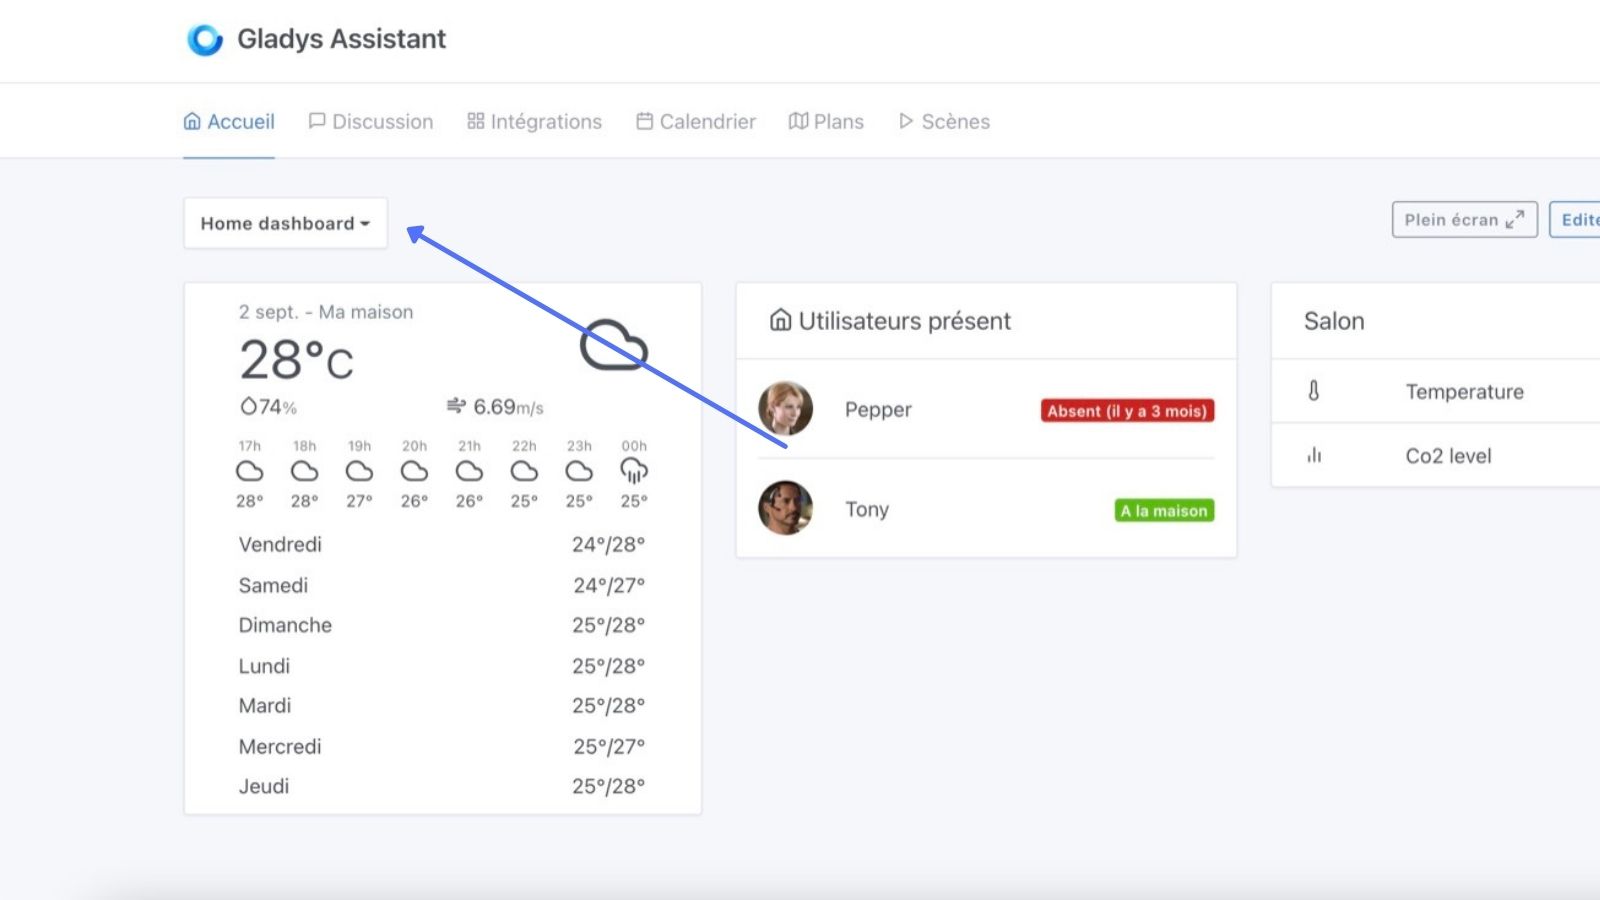 Gladys Assistant
Accueil Discussion Intégrations Calendrier Plans Scènes
Home dashboard
Plein écran
2 sept. - Ma maison
28°C
74% 6.69m/s
17h 18h 19h 20h 21h 22h 23h 00h
28° 28° 27° 26° 26° 25° 25° 25°
Vendredi 24°/28°
Samedi 24°/27°
Dimanche 25°/28°
Lundi 25°/28°
Mardi 25°/28°
Mercredi 25°/27°
Jeudi 25°/28°
Utilisateurs présent
Pepper Absent (il y a 3 mois)
Tony A la maison
Salon
Temperature
Co2 level